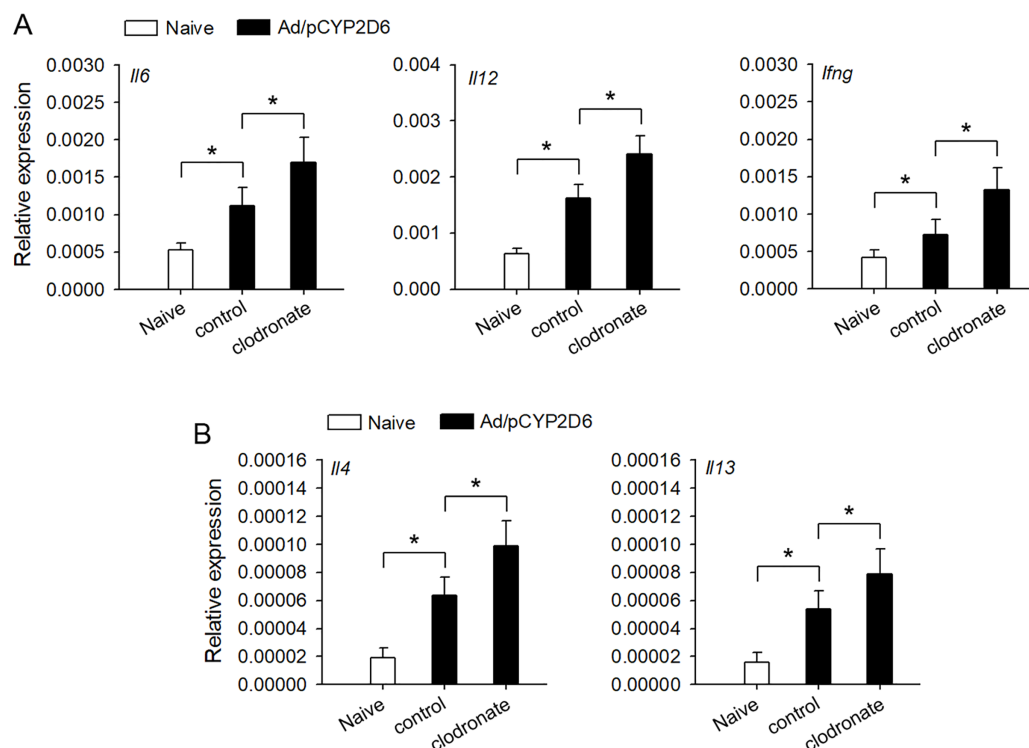 A
Naive Ad/pCYP2D6
Relative expression
Il6
0.0030
0.0025
0.0020
0.0015
0.0010
0.0005
0.0000
*
*
Naive
control
clodronate
Il12
0.004
0.003
0.002
0.001
0.000
*
*
Naive
control
clodronate
Ifng
0.0030
0.0025
0.0020
0.0015
0.0010
0.0005
0.0000
*
*
Naive
control
clodronate
B
Naive Ad/pCYP2D6
Relative expression
Il4
0.00016
0.00014
0.00012
0.00010
0.00008
0.00006
0.00004
0.00002
0.00000
*
*
Naive
control
clodronate
Il13
0.00016
0.00014
0.00012
0.00010
0.00008
0.00006
0.00004
0.00002
0.00000
*
*
Naive
control
clodronate